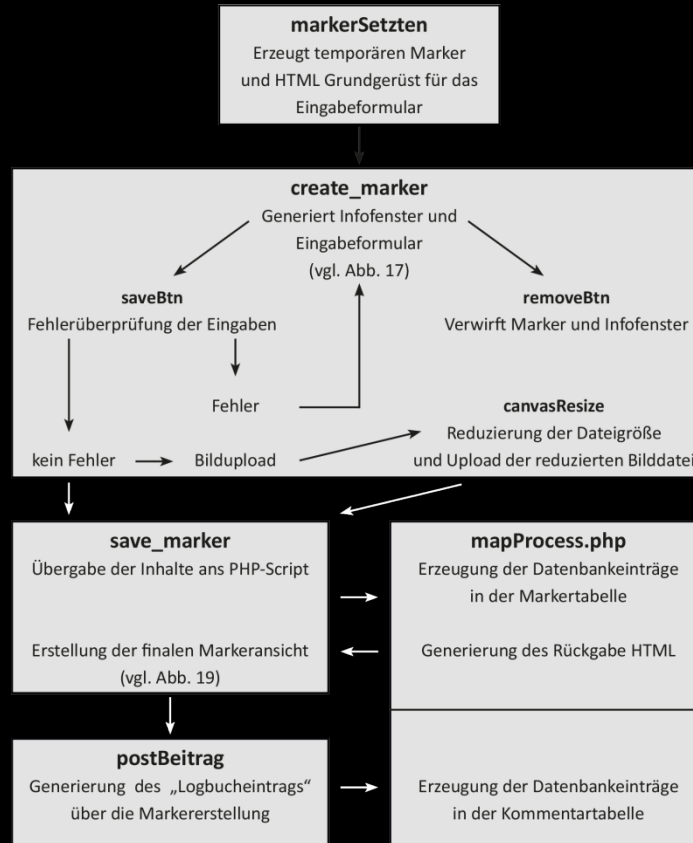 markerSetzten
Erzeugt temporären Marker
und HTML Grundgerüst für das
Eingabeformular
create_marker
Generiert Infofenster und
Eingabeformular
(vgl. Abb. 17)
saveBtn
Fehlerüberprüfung der Eingaben
removeBtn
Verwirft Marker und Infofenster
Fehler
kein Fehler
Bildupload
canvasResize
Reduzierung der Dateigröße
und Upload der reduzierten Bilddatei
save_marker
Übergabe der Inhalte ans PHP-Script
Erstellung der finalen Markeransicht
(vgl. Abb. 19)
mapProcess.php
Erzeugung der Datenbankeinträge
in der Markertabelle
Generierung des Rückgabe HTML
postBeitrag
Generierung des „Logbucheintrags“
über die Markererstellung
Erzeugung der Datenbankeinträge
in der Kommentartabelle